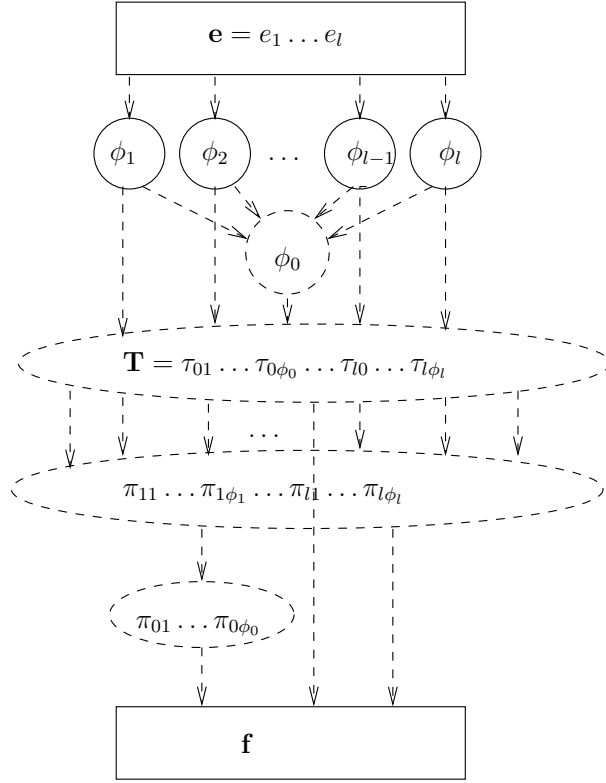 e = e₁ … eₗ
ϕ₁ ϕ₂ … ϕₗ₋₁ ϕₗ
ϕ₀
T = τ₀₁ … τ₀ϕ₀ … τₗ₀ … τₗϕₗ
…
π₁₁ … π₁ϕ₁ … πₗ₁ … πₗϕₗ
π₀₁ … π₀ϕ₀
f